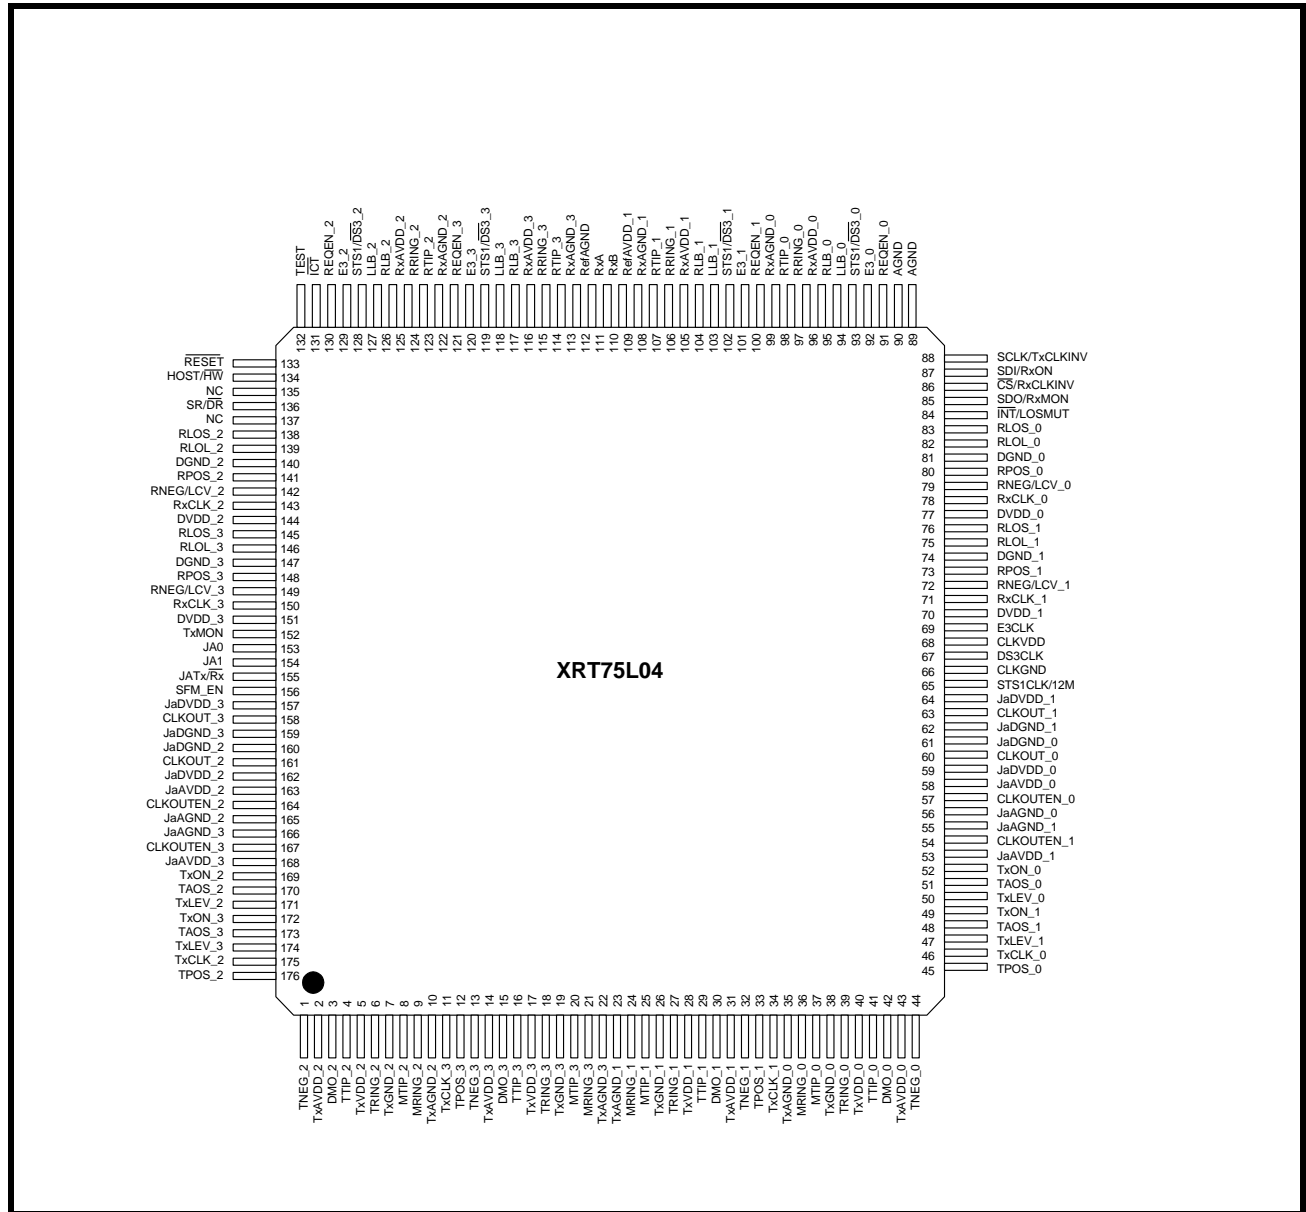 TEST
ICT
REQEN_2
E3_2
STS1/DS3_2
LLB_2
RLB_2
RxAVDD_2
RRING_2
RTIP_2
RxAGND_2
REQEN_3
E3_3
STS1/DS3_3
LLB_3
RLB_3
RxAVDD_3
RRING_3
RTIP_3
RxAGND_3
RefAGND
RxA
RxB
RefAVDD_1
RxAGND_1
RTIP_1
RRING_1
RxAVDD_1
RLB_1
LLB_1
STS1/DS3_1
E3_1
REQEN_1
RxAGND_0
RTIP_0
RRING_0
RxAVDD_0
RLB_0
LLB_0
STS1/DS3_0
E3_0
REQEN_0
AGND
AGND
132 131 130 129 128 127 126 125 124 123 122 121 120 119 118 117 116 115 114 113 112 111 110 109 108 107 106 105 104 103 102 101 100 99 98 97 96 95 94 93 92 91 90 89
RESET 133
HOST/HW 134
NC 135
SR/DR 136
NC 137
RLOS_2 138
RLOL_2 139
DGND_2 140
RPOS_2 141
RNEG/LCV_2 142
RxCLK_2 143
DVDD_2 144
RLOS_3 145
RLOL_3 146
DGND_3 147
RPOS_3 148
RNEG/LCV_3 149
RxCLK_3 150
DVDD_3 151
TxMON 152
JA0 153
JA1 154
JATx/Rx 155
SFM_EN 156
JaDVDD_3 157
CLKOUT_3 158
JaDGND_3 159
JaDGND_2 160
CLKOUT_2 161
JaDVDD_2 162
JaAVDD_2 163
CLKOUTEN_2 164
JaAGND_2 165
JaAGND_3 166
CLKOUTEN_3 167
JaAVDD_3 168
TxON_2 169
TAOS_2 170
TxLEV_2 171
TxON_3 172
TAOS_3 173
TxLEV_3 174
TxCLK_2 175
TPOS_2 176
XRT75L04
88 SCLK/TxCLKINV
87 SDI/RxON
86 CS/RxCLKINV
85 SDO/RxMON
84 INT/LOSMUT
83 RLOS_0
82 RLOL_0
81 DGND_0
80 RPOS_0
79 RNEG/LCV_0
78 RxCLK_0
77 DVDD_0
76 RLOS_1
75 RLOL_1
74 DGND_1
73 RPOS_1
72 RNEG/LCV_1
71 RxCLK_1
70 DVDD_1
69 E3CLK
68 CLKVDD
67 DS3CLK
66 CLKGND
65 STS1CLK/12M
64 JaDVDD_1
63 CLKOUT_1
62 JaDGND_1
61 JaDGND_0
60 CLKOUT_0
59 JaDVDD_0
58 JaAVDD_0
57 CLKOUTEN_0
56 JaAGND_0
55 JaAGND_1
54 CLKOUTEN_1
53 JaAVDD_1
52 TxON_0
51 TAOS_0
50 TxLEV_0
49 TxON_1
48 TAOS_1
47 TxLEV_1
46 TxCLK_0
45 TPOS_0
1 2 3 4 5 6 7 8 9 10 11 12 13 14 15 16 17 18 19 20 21 22 23 24 25 26 27 28 29 30 31 32 33 34 35 36 37 38 39 40 41 42 43 44
TNEG_2
TxAVDD_2
DMO_2
TTIP_2
TxVDD_2
TRING_2
TxGND_2
MTIP_2
MRING_2
TxAGND_2
TxCLK_3
TPOS_3
TNEG_3
TxAVDD_3
DMO_3
TTIP_3
TxVDD_3
TRING_3
TxGND_3
MTIP_3
MRING_3
TxAGND_3
TxAGND_1
MRING_1
MTIP_1
TxGND_1
TRING_1
TxVDD_1
TTIP_1
DMO_1
TxAVDD_1
TNEG_1
TPOS_1
TxCLK_1
TxAGND_0
MRING_0
MTIP_0
TxGND_0
TRING_0
TxVDD_0
TTIP_0
DMO_0
TxAVDD_0
TNEG_0